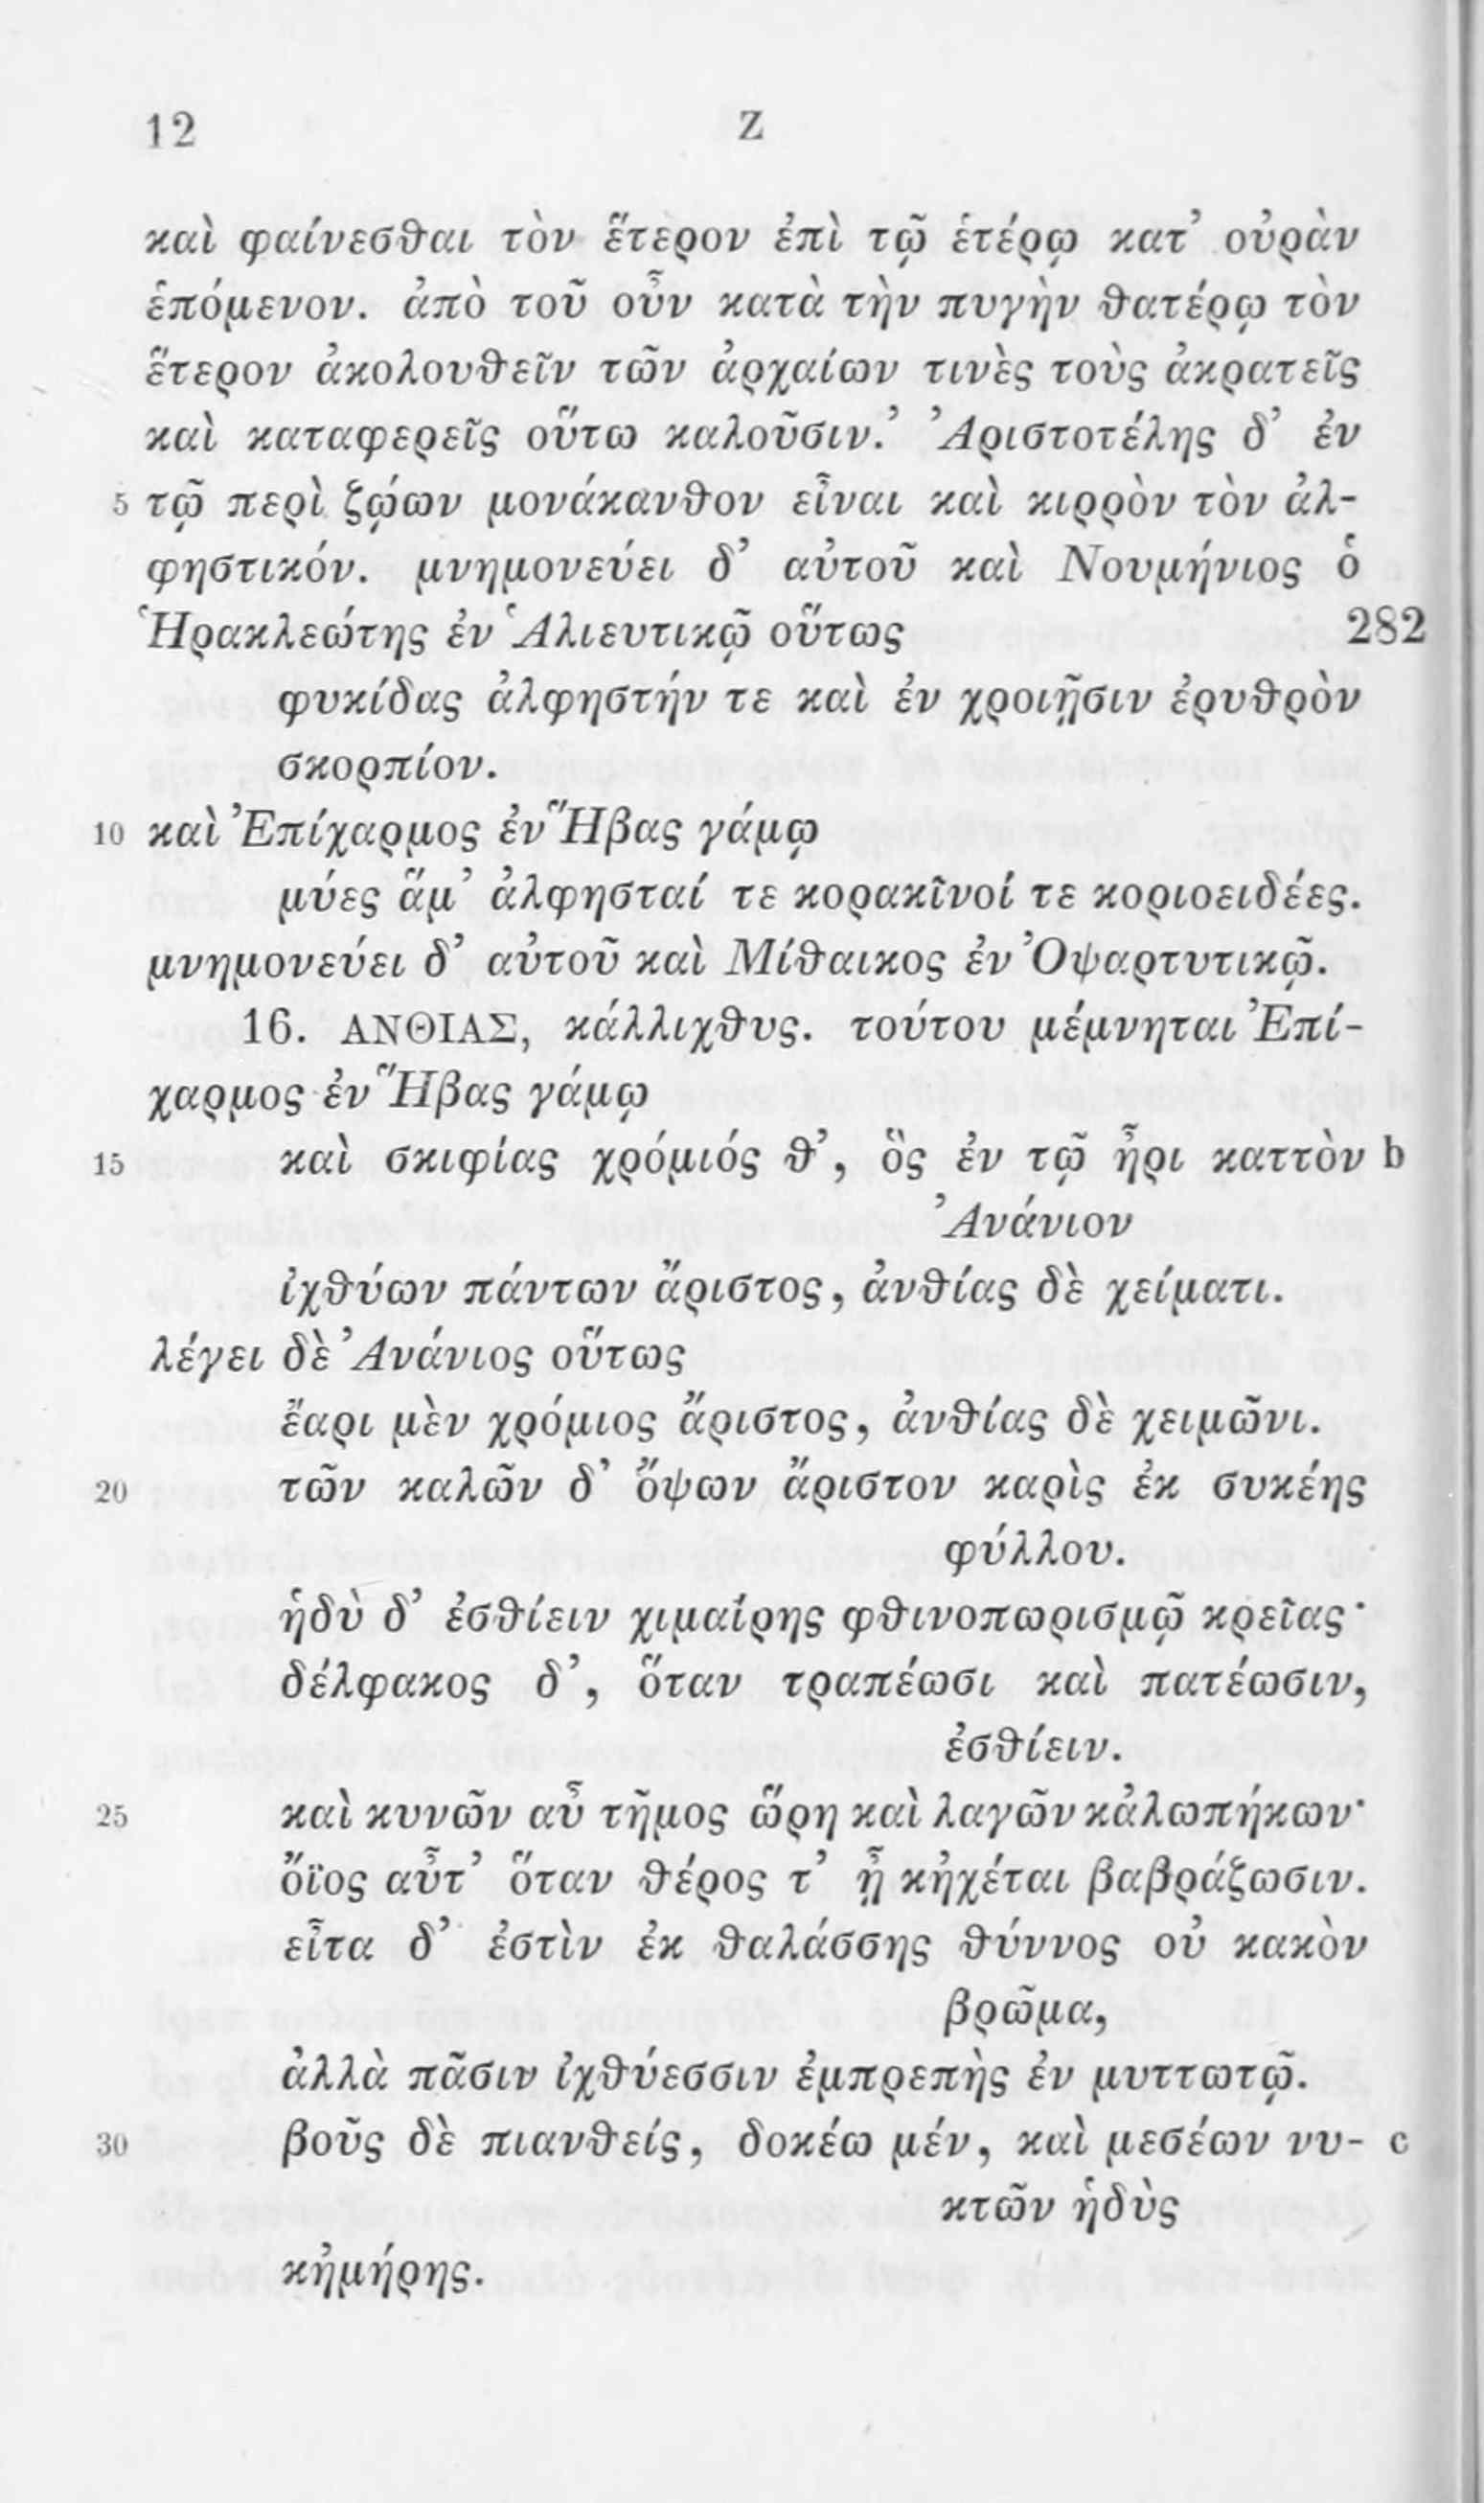 12 Z
καὶ φαίνεσθαι τὸν ἕτερον ἐπὶ τῷ ἑτέρῳ κατ’ οὐρὰν
ἑπόμενον. ἀπὸ τοῦ οὖν κατὰ τὴν πυγὴν θατέρῳ τὸν
ἕτερον ἀκολουθεῖν τῶν ἀρχαίων τινὲς τοὺς ἀκρατεῖς
καὶ καταφερεῖς οὕτω καλοῦσιν.’ Ἀριστοτέλης δ’ ἐν
5 τῷ περὶ ζῴων μονάκανθον εἶναι καὶ κιρρὸν τὸν ἀλ-
φηστικόν. μνημονεύει δ’ αὐτοῦ καὶ Νουμήνιος ὁ
Ἡρακλεώτης ἐν Ἁλιευτικῷ οὕτως 282
φυκίδας ἀλφηστήν τε καὶ ἐν χροιῇσιν ἐρυθρὸν
σκορπίον.
10 καὶ Ἐπίχαρμος ἐν Ἥβας γάμῳ
μύες ἅμ’ ἀλφησταί τε κορακῖνοί τε κοριοειδέες.
μνημονεύει δ’ αὐτοῦ καὶ Μίθαικος ἐν Ὀψαρτυτικῷ.
16. ΑΝΘΙΑΣ, κάλλιχθυς. τούτου μέμνηται Ἐπί-
χαρμος ἐν Ἥβας γάμῳ
15 καὶ σκιφίας χρόμιός θ’, ὃς ἐν τῷ ἦρι καττὸν b
Ἀνάνιον
ἰχθύων πάντων ἄριστος, ἀνθίας δὲ χείματι.
λέγει δὲ Ἀνάνιος οὕτως
ἔαρι μὲν χρόμιος ἄριστος, ἀνθίας δὲ χειμῶνι.
20 τῶν καλῶν δ’ ὄψων ἄριστον καρὶς ἐκ συκέης
φύλλου.
ἡδὺ δ’ ἐσθίειν χιμαίρης φθινοπωρισμῷ κρεῖας·
δέλφακος δ’, ὅταν τραπέωσι καὶ πατέωσιν,
ἐσθίειν.
25 καὶ κυνῶν αὖ τῆμος ὥρη καὶ λαγῶν κἀλωπήκων·
ὄϊος αὖτ’ ὅταν θέρος τ’ ᾖ κἠχέται βαβράζωσιν.
εἶτα δ’ ἐστὶν ἐκ θαλάσσης θύννος οὐ κακὸν
βρῶμα,
ἀλλὰ πᾶσιν ἰχθύεσσιν ἐμπρεπὴς ἐν μυττωτῷ.
30 βοῦς δὲ πιανθείς, δοκέω μέν, καὶ μεσέων νυ- c
κτῶν ἡδὺς
κἠμήρης.